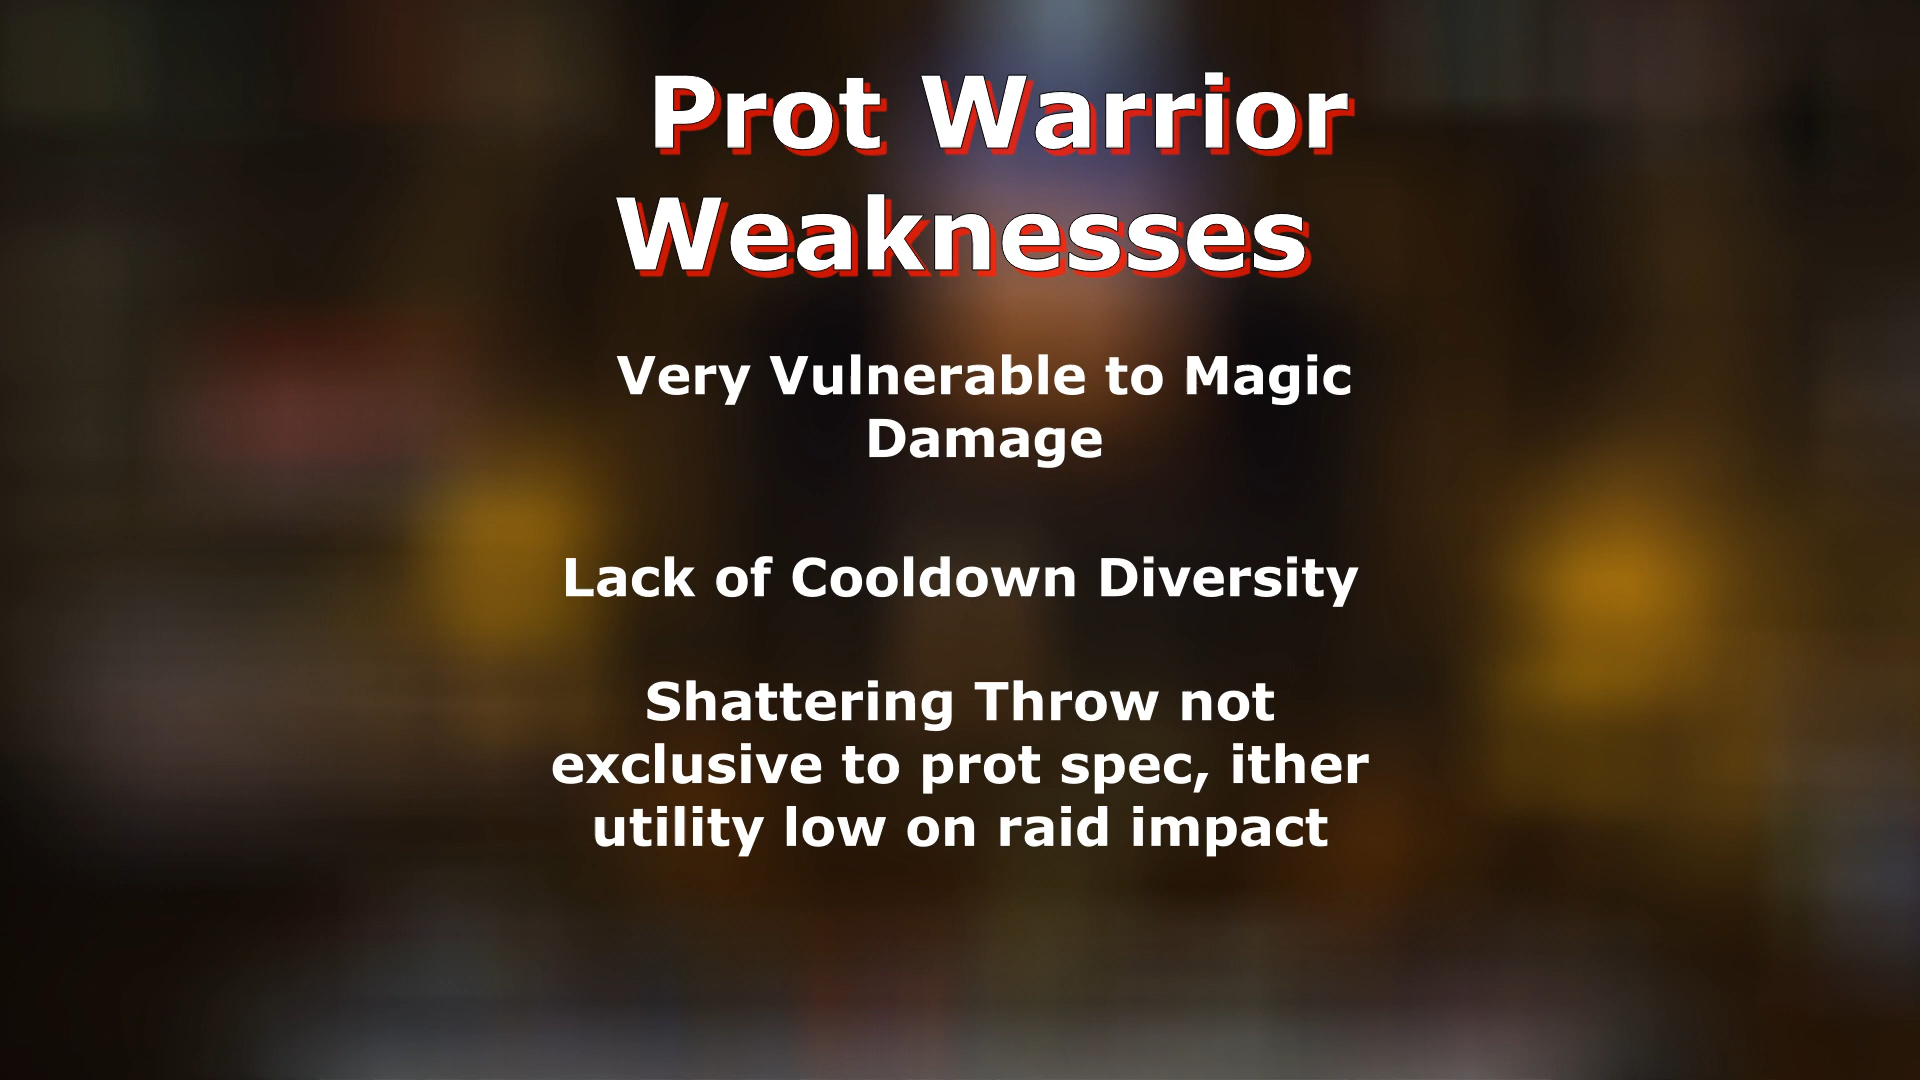 Prot Warrior
Weaknesses
Very Vulnerable to Magic
Damage
Lack of Cooldown Diversity
Shattering Throw not
exclusive to prot spec, ither
utility low on raid impact